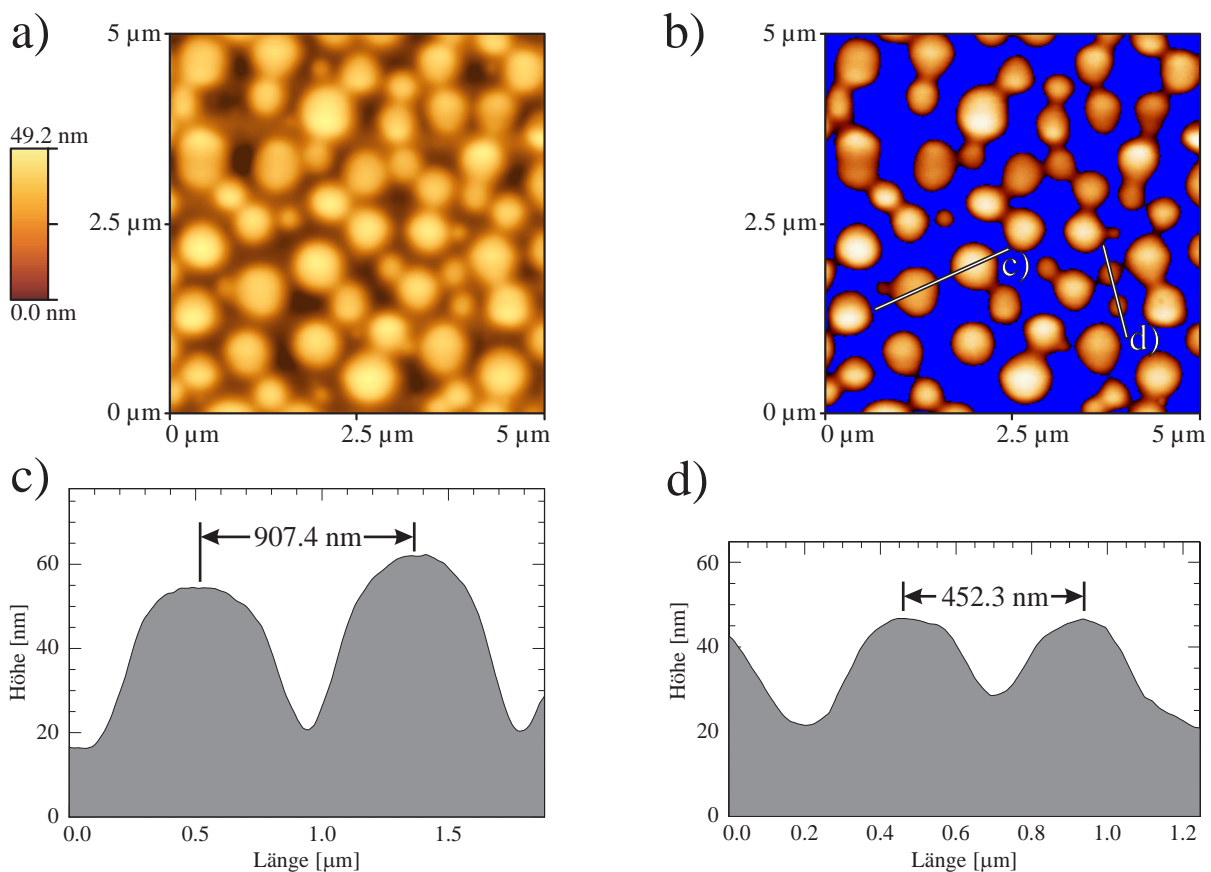 a)
5 µm
2.5 µm
0 µm
0 µm
2.5 µm
5 µm
49.2 nm
0.0 nm
b)
5 µm
2.5 µm
0 µm
0 µm
2.5 µm
5 µm
c)
d)
c)
907.4 nm
Höhe [nm]
60
40
20
0
0.0
0.5
1.0
1.5
Länge [µm]
d)
452.3 nm
Höhe [nm]
60
40
20
0
0.0
0.2
0.4
0.6
0.8
1.0
1.2
Länge [µm]